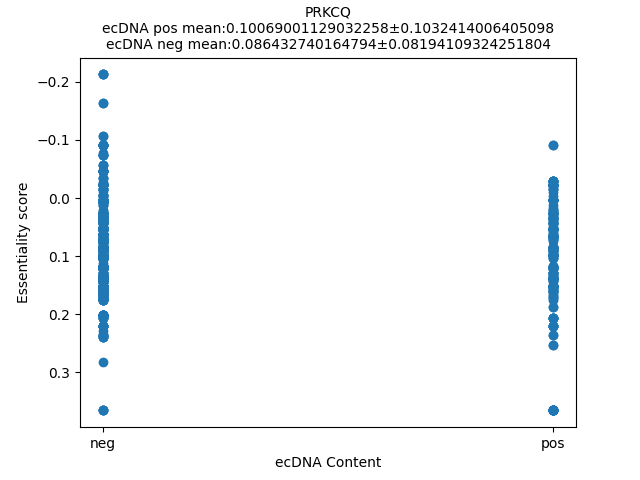 PRKCQ
ecDNA pos mean:0.10069001129032258±0.1032414006405098
ecDNA neg mean:0.086432740164794±0.08194109324251804
−0.2
−0.1
0.0
0.1
0.2
0.3
Essentiality score
neg
pos
ecDNA Content